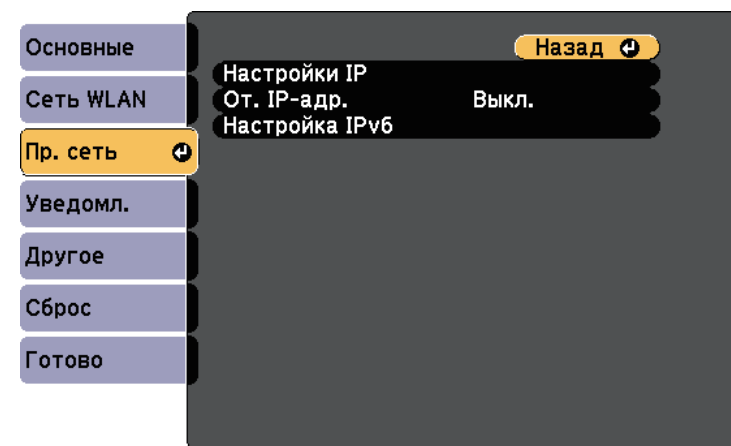 Основные
Сеть WLAN
Пр. сеть
Уведомл.
Другое
Сброс
Готово
Назад
Настройки IP
От. IP-адр. Выкл.
Настройка IPv6